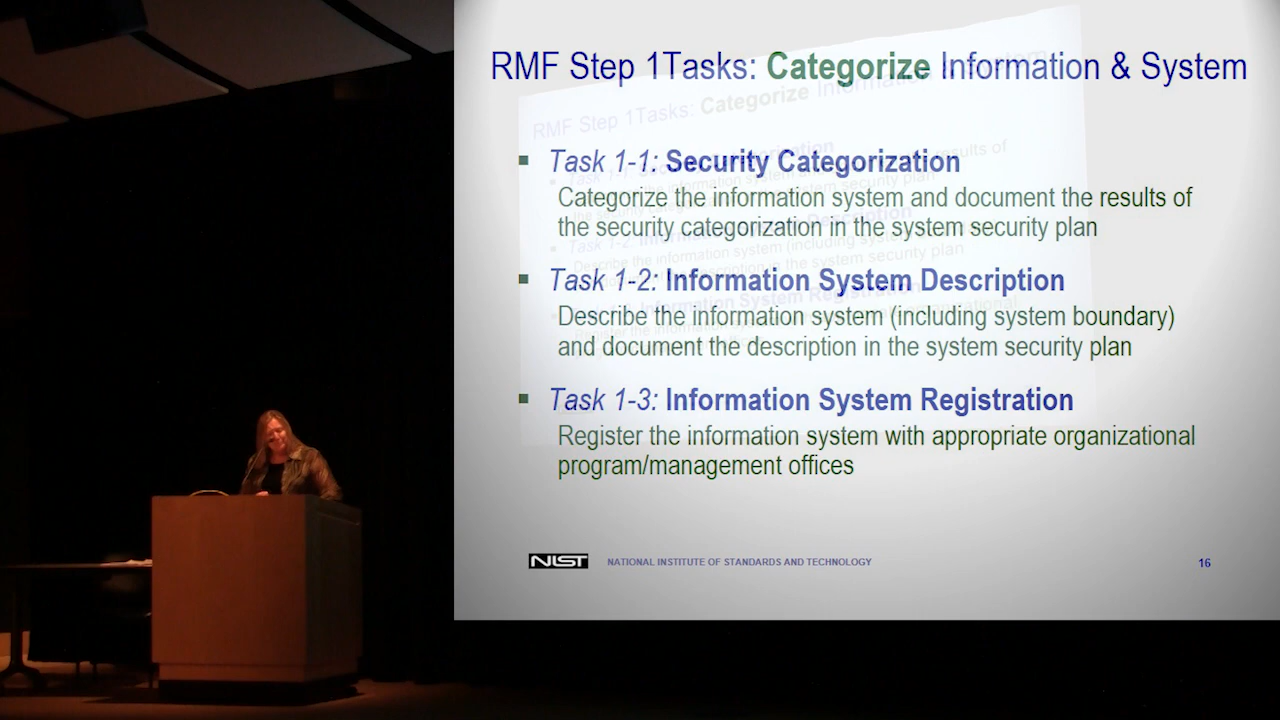 RMF Step 1Tasks: Categorize Information & System
▪ Task 1-1: Security Categorization
Categorize the information system and document the results of
the security categorization in the system security plan
▪ Task 1-2: Information System Description
Describe the information system (including system boundary)
and document the description in the system security plan
▪ Task 1-3: Information System Registration
Register the information system with appropriate organizational
program/management offices
NIST NATIONAL INSTITUTE OF STANDARDS AND TECHNOLOGY 16